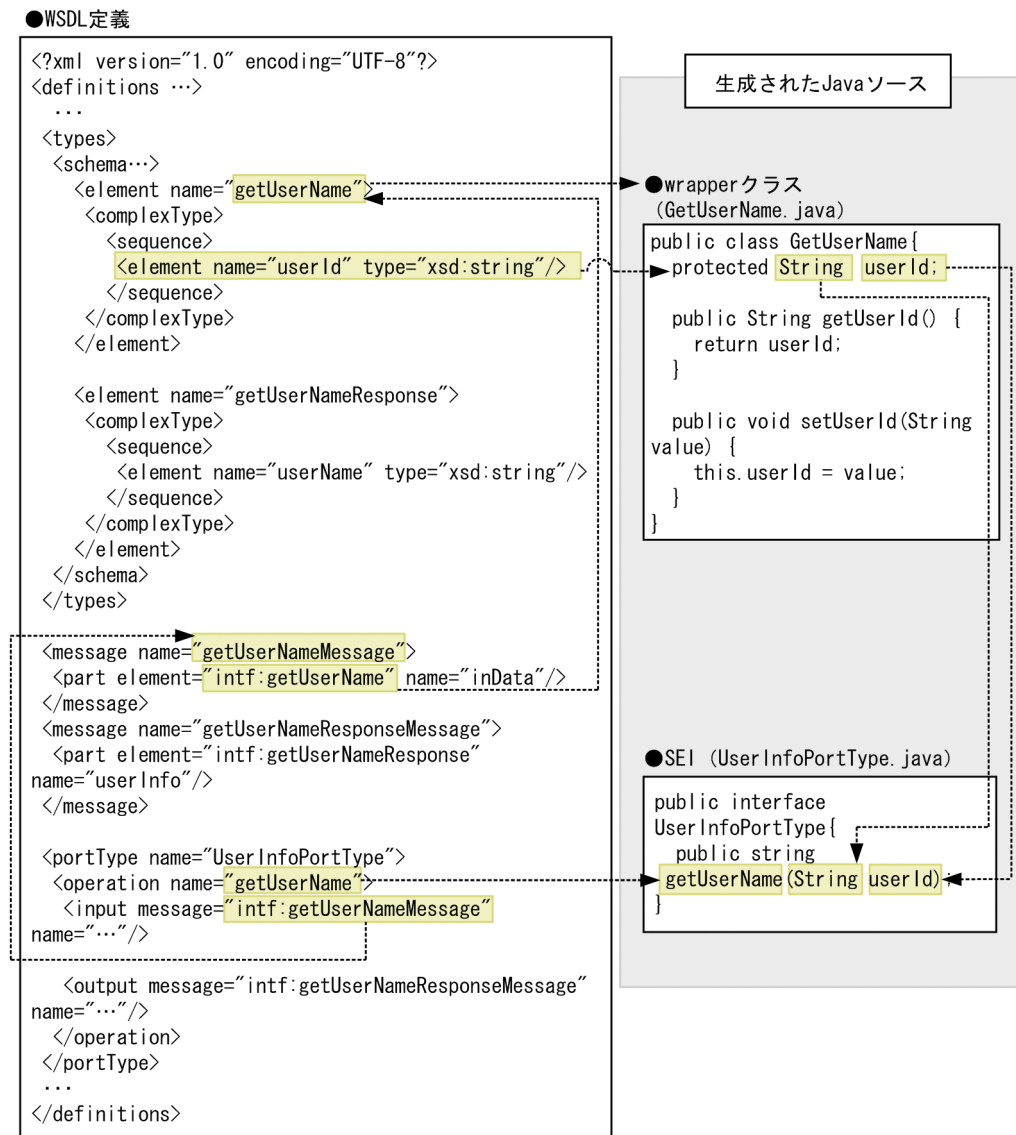 ●WSDL定義
<?xml version="1.0" encoding="UTF-8"?>
<definitions …>
...
<types>
<schema…>
<element name="getUserName">
<complexType>
<sequence>
<element name="userId" type="xsd:string"/>
</sequence>
</complexType>
</element>
<element name="getUserNameResponse">
<complexType>
<sequence>
<element name="userName" type="xsd:string"/>
</sequence>
</complexType>
</element>
</schema>
</types>
<message name="getUserNameMessage">
<part element="intf:getUserName" name="inData"/>
</message>
<message name="getUserNameResponseMessage">
<part element="intf:getUserNameResponse"
name="userInfo"/>
</message>
<portType name="UserInfoPortType">
<operation name="getUserName">
<input message="intf:getUserNameMessage"
name="…"/>
<output message="intf:getUserNameResponseMessage"
name="…"/>
</operation>
</portType>
...
</definitions>
生成されたJavaソース
●wrapperクラス
(GetUserName.java)
public class GetUserName{
protected String userId;
public String getUserId() {
return userId;
}
public void setUserId(String
value) {
this.userId = value;
}
}
●SEI (UserInfoPortType.java)
public interface
UserInfoPortType{
public string
getUserName(String userId);
}